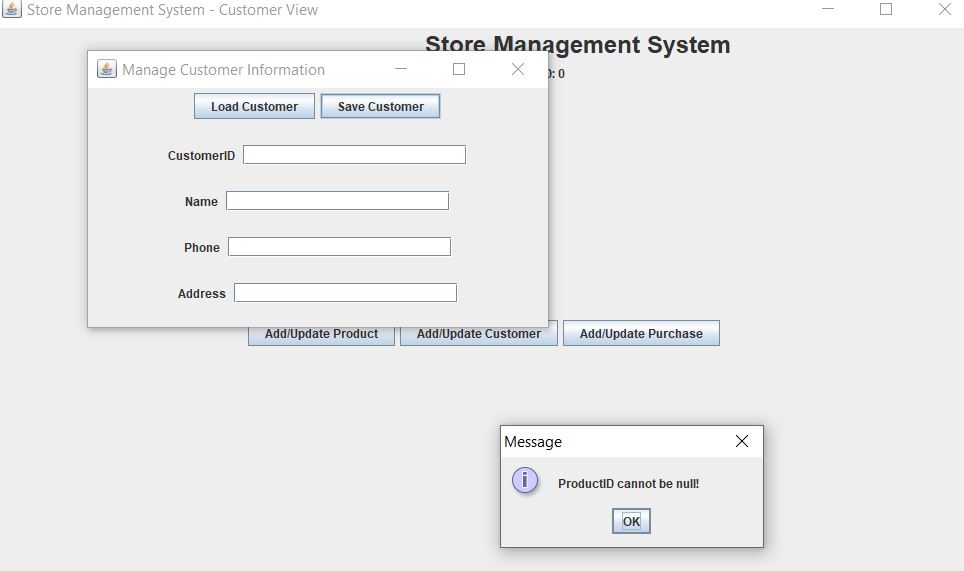 Store Management System - Customer View
Store Management System
0: 0
Manage Customer Information
Load Customer
Save Customer
CustomerID
Name
Phone
Address
Add/Update Product
Add/Update Customer
Add/Update Purchase
Message
i
ProductID cannot be null!
OK